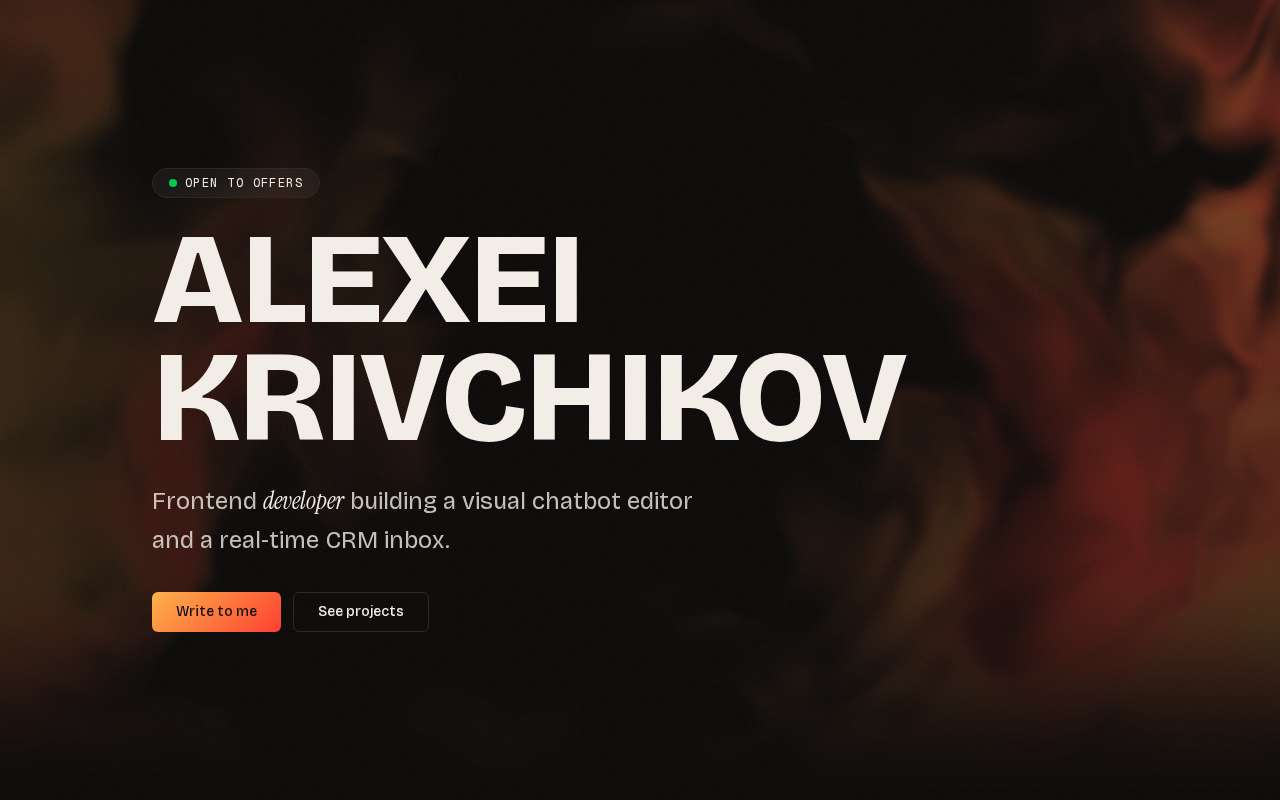 OPEN TO OFFERS
ALEXEI
KRIVCHIKOV
Frontend developer building a visual chatbot editor
and a real-time CRM inbox.
Write to me
See projects